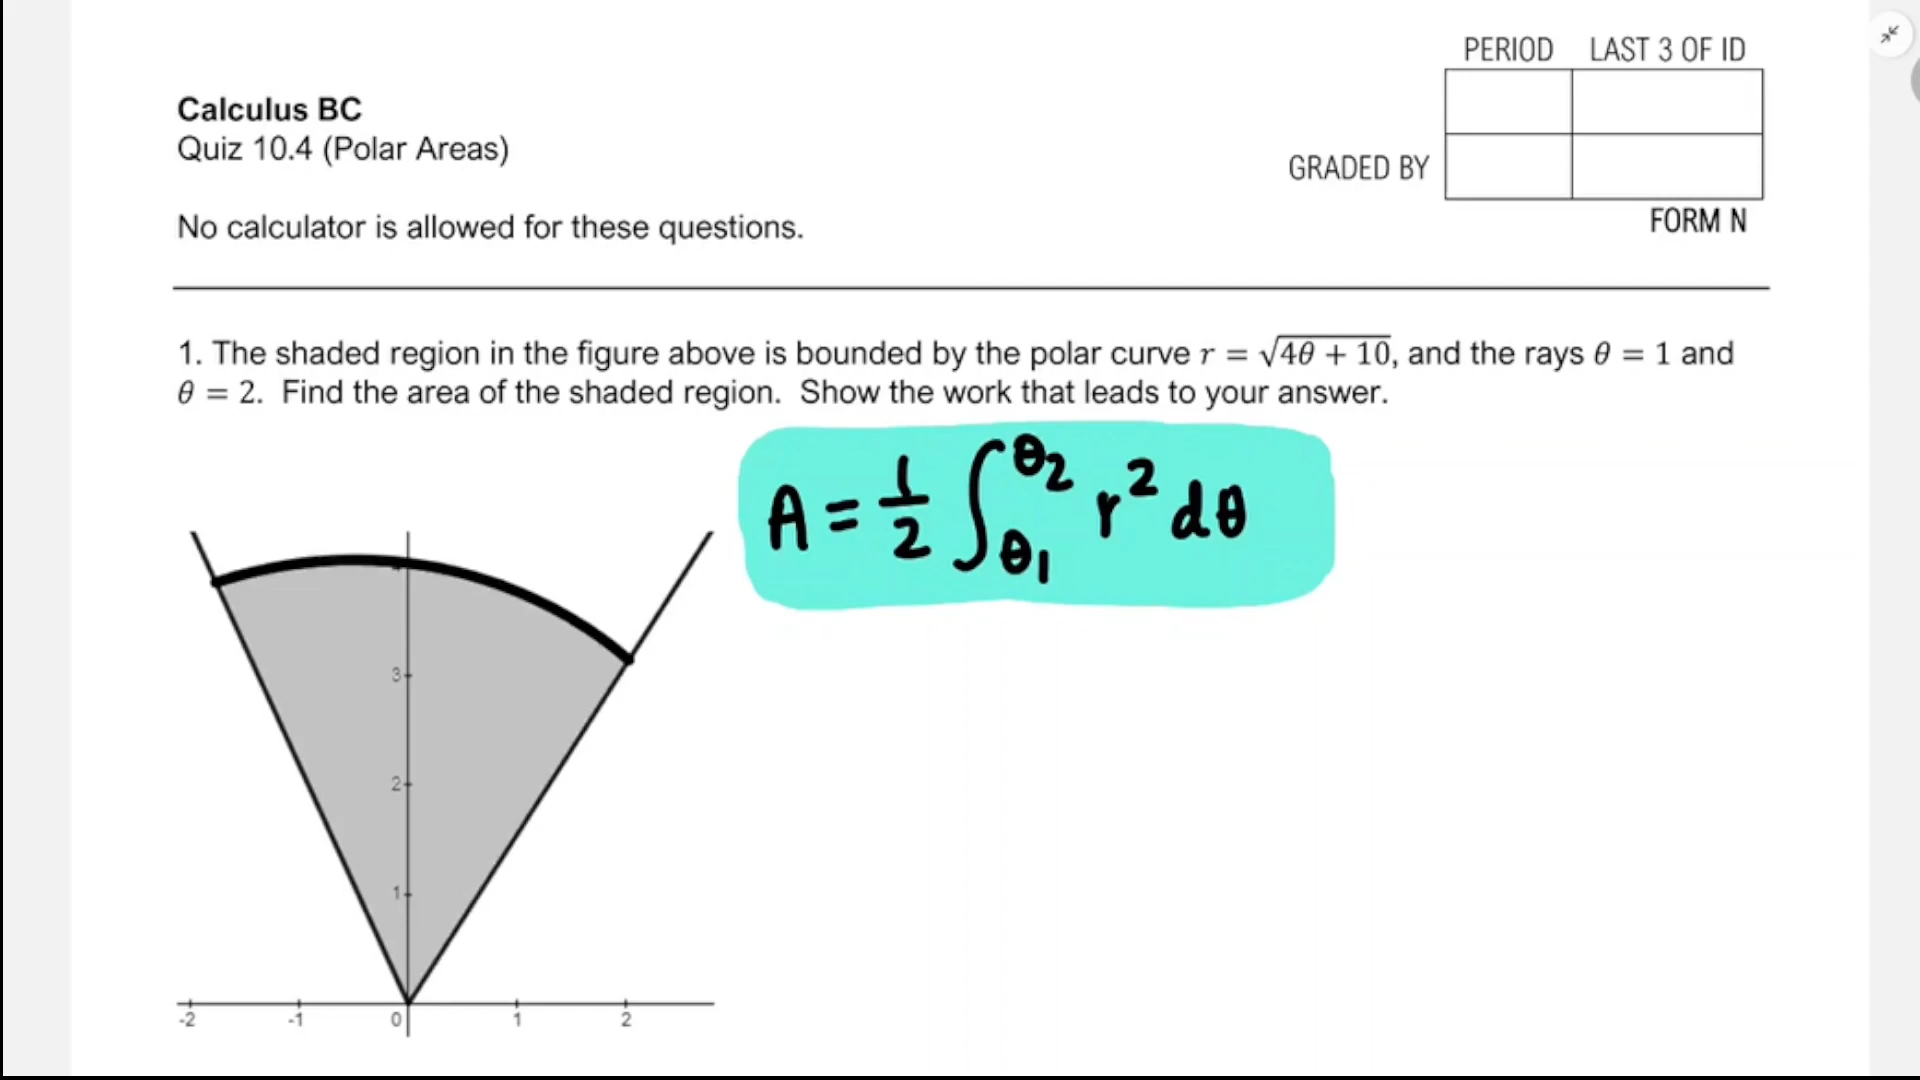 PERIOD LAST 3 OF ID
Calculus BC
Quiz 10.4 (Polar Areas)
GRADED BY
No calculator is allowed for these questions.
FORM N
1. The shaded region in the figure above is bounded by the polar curve r = √(4θ + 10), and the rays θ = 1 and
θ = 2. Find the area of the shaded region. Show the work that leads to your answer.
A = 1/2 ∫_θ1^θ2 r² dθ
3
2
1
-2 -1 0 1 2